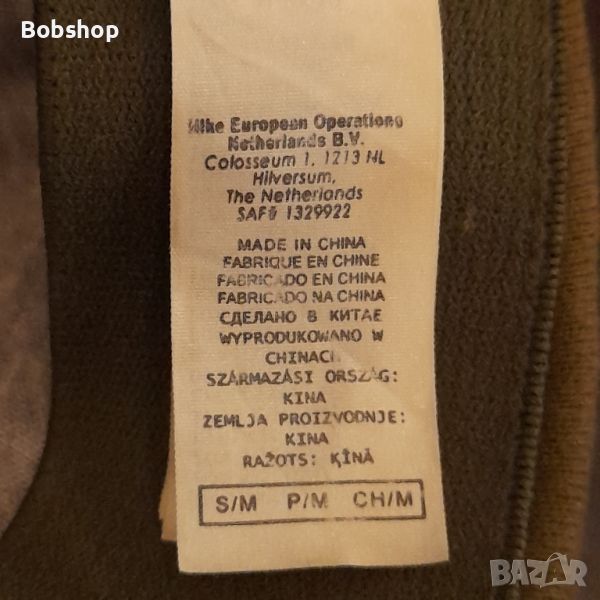 Bobshop
Nike European Operations
Netherlands B.V.
Colosseum 1, 1213 NL
Hilversum,
The Netherlands
SAF# 1329922
MADE IN CHINA
FABRIQUE EN CHINE
FABRICADO EN CHINA
FABRICADO NA CHINA
СДЕЛАНО В КИТАЕ
WYPRODUKOWANO W
CHINACH
SZÁRMAZÁSI ORSZÁG:
KINA
ZEMLJA PROIZVODNJE:
KINA
RAŽOTS: ĶĪNĀ
S/M P/M CH/M
BAZAR